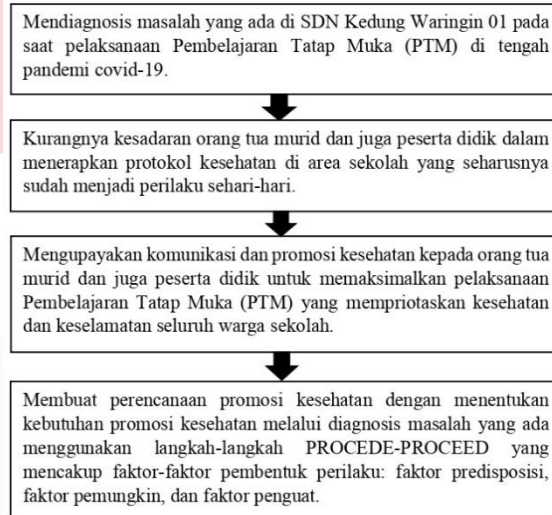 Mendiagnosis masalah yang ada di SDN Kedung Waringin 01 pada
saat pelaksanaan Pembelajaran Tatap Muka (PTM) di tengah
pandemi covid-19.
Kurangnya kesadaran orang tua murid dan juga peserta didik dalam
menerapkan protokol kesehatan di area sekolah yang seharusnya
sudah menjadi perilaku sehari-hari.
Mengupayakan komunikasi dan promosi kesehatan kepada orang tua
murid dan juga peserta didik untuk memaksimalkan pelaksanaan
Pembelajaran Tatap Muka (PTM) yang mempriotaskan kesehatan
dan keselamatan seluruh warga sekolah.
Membuat perencanaan promosi kesehatan dengan menentukan
kebutuhan promosi kesehatan melalui diagnosis masalah yang ada
menggunakan langkah-langkah PROCEDE-PROCEED yang
mencakup faktor-faktor pembentuk perilaku: faktor predisposisi,
faktor pemungkin, dan faktor penguat.